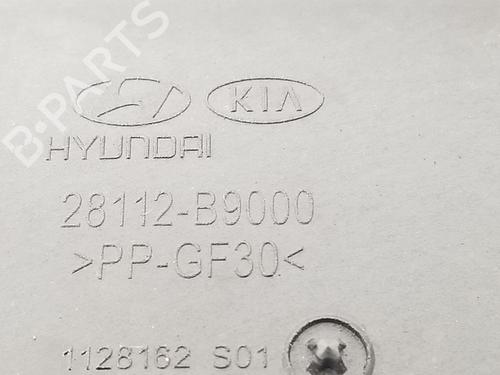 B-PARTS
KIA
HYUNDAI
28112-B9000
>PP-GF30<
1128162 S01